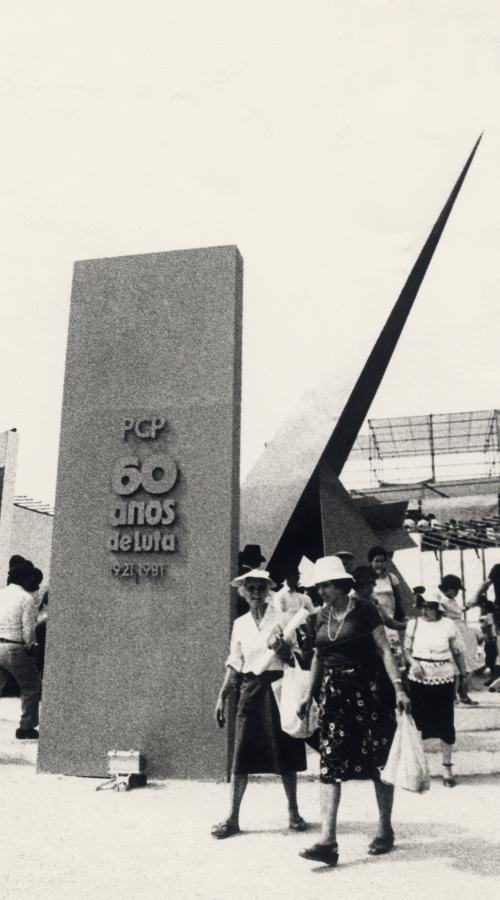 PCP
60
anos
de luta
1921 1981